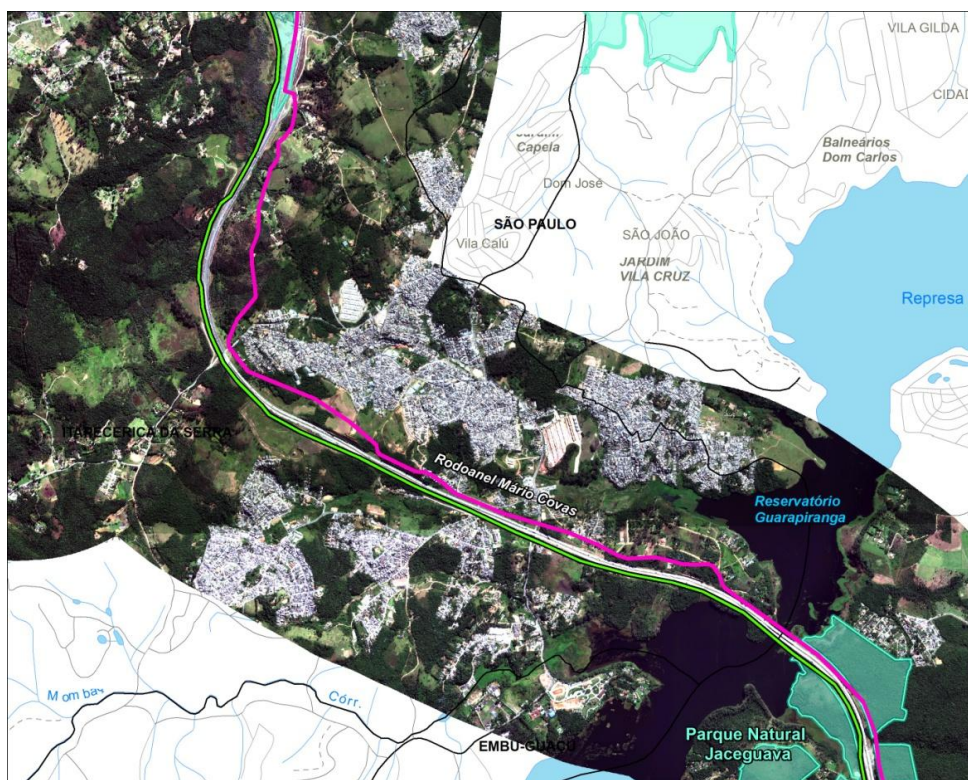 VILA GILDA
CIDAD
Capela
Balneários
Dom Carlos
Dom José
SÃO PAULO
Vila Calú
SÃO JOÃO
JARDIM
VILA CRUZ
Represa
ITAPECERICA DA SERRA
Rodoanel Mário Covas
Reservatório
Guarapiranga
Córr.
EMBU-GUAÇU
Parque Natural
Jaceguava